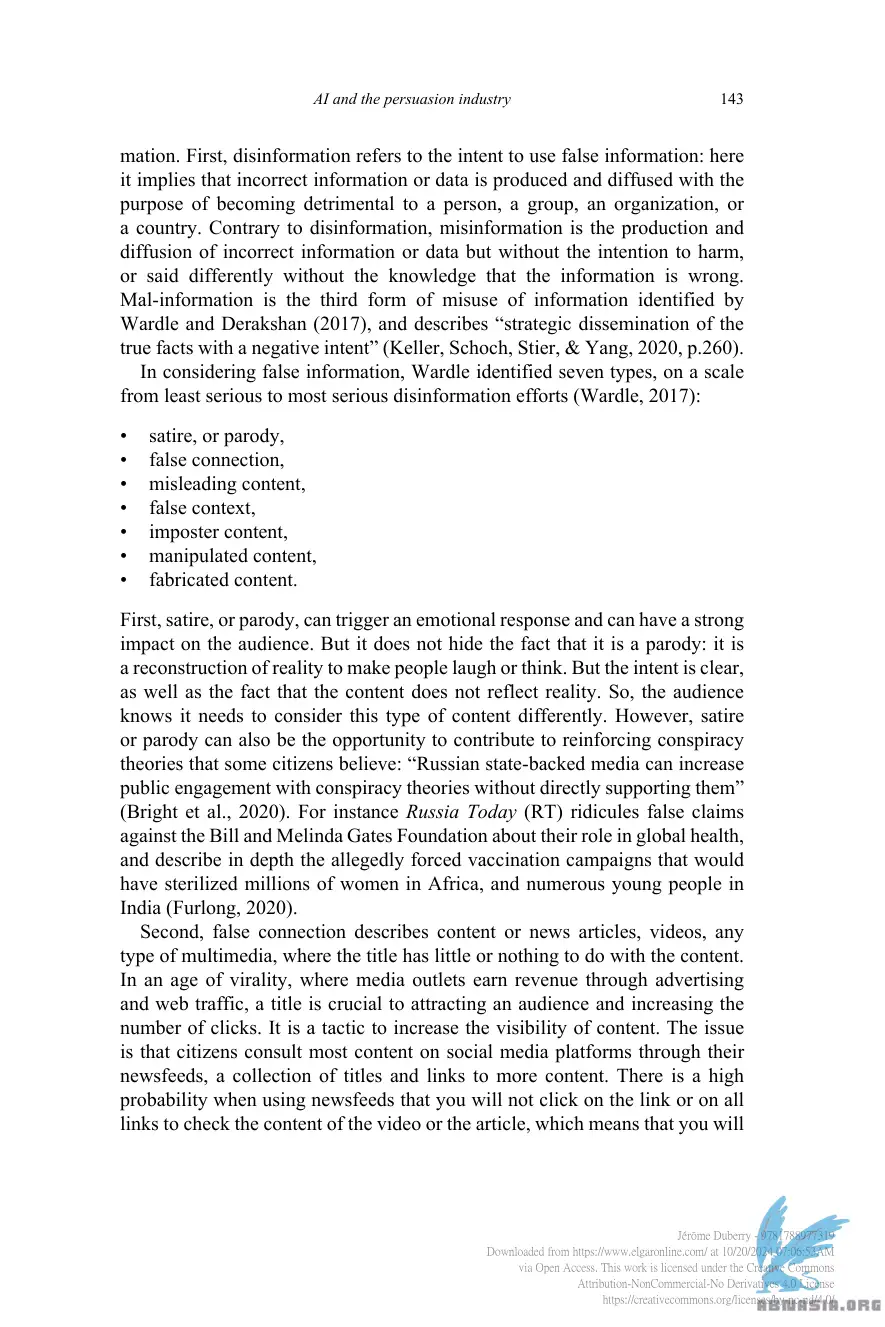 AI and the persuasion industry 143
mation. First, disinformation refers to the intent to use false information: here
it implies that incorrect information or data is produced and diffused with the
purpose of becoming detrimental to a person, a group, an organization, or
a country. Contrary to disinformation, misinformation is the production and
diffusion of incorrect information or data but without the intention to harm,
or said differently without the knowledge that the information is wrong.
Mal-information is the third form of misuse of information identified by
Wardle and Derakshan (2017), and describes “strategic dissemination of the
true facts with a negative intent” (Keller, Schoch, Stier, & Yang, 2020, p.260).
In considering false information, Wardle identified seven types, on a scale
from least serious to most serious disinformation efforts (Wardle, 2017):
• satire, or parody,
• false connection,
• misleading content,
• false context,
• imposter content,
• manipulated content,
• fabricated content.
First, satire, or parody, can trigger an emotional response and can have a strong
impact on the audience. But it does not hide the fact that it is a parody: it is
a reconstruction of reality to make people laugh or think. But the intent is clear,
as well as the fact that the content does not reflect reality. So, the audience
knows it needs to consider this type of content differently. However, satire
or parody can also be the opportunity to contribute to reinforcing conspiracy
theories that some citizens believe: “Russian state-backed media can increase
public engagement with conspiracy theories without directly supporting them”
(Bright et al., 2020). For instance Russia Today (RT) ridicules false claims
against the Bill and Melinda Gates Foundation about their role in global health,
and describe in depth the allegedly forced vaccination campaigns that would
have sterilized millions of women in Africa, and numerous young people in
India (Furlong, 2020).
Second, false connection describes content or news articles, videos, any
type of multimedia, where the title has little or nothing to do with the content.
In an age of virality, where media outlets earn revenue through advertising
and web traffic, a title is crucial to attracting an audience and increasing the
number of clicks. It is a tactic to increase the visibility of content. The issue
is that citizens consult most content on social media platforms through their
newsfeeds, a collection of titles and links to more content. There is a high
probability when using newsfeeds that you will not click on the link or on all
links to check the content of the video or the article, which means that you will
Jérôme Duberry - 9781788977319
Downloaded from https://www.elgaronline.com/ at 10/20/2024 07:06:52AM
via Open Access. This work is licensed under the Creative Commons
Attribution-NonCommercial-No Derivatives 4.0 License
https://creativecommons.org/licenses/by-nc-nd/4.0/
ABNASIA.ORG